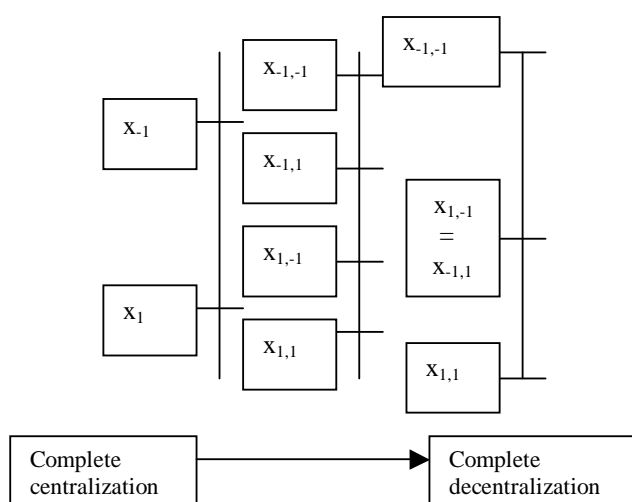 x₋₁
x₁
x₋₁,₋₁
x₋₁,₁
x₁,₋₁
x₁,₁
x₋₁,₋₁
x₁,₋₁
=
x₋₁,₁
x₁,₁
Complete
centralization
Complete
decentralization